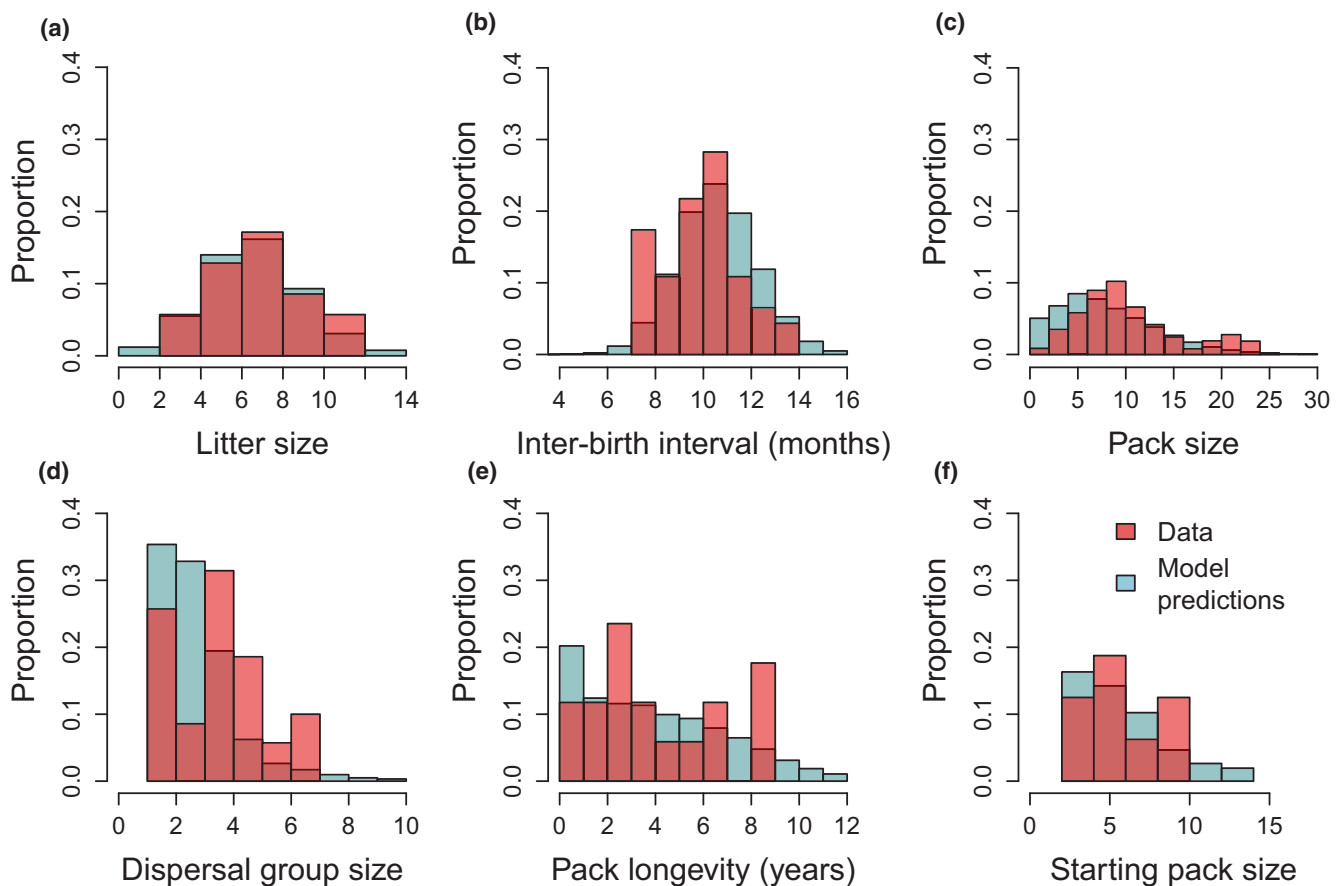 (a)
(b)
(c)
0.0 0.1 0.2 0.3 0.4
Proportion
0 2 4 6 8 10 14
Litter size
0.0 0.1 0.2 0.3 0.4
Proportion
4 6 8 10 12 14 16
Inter-birth interval (months)
0.0 0.1 0.2 0.3 0.4
Proportion
0 5 10 15 20 25 30
Pack size
(d)
(e)
(f)
0.0 0.1 0.2 0.3 0.4
Proportion
0 2 4 6 8 10
Dispersal group size
0.0 0.1 0.2 0.3 0.4
Proportion
0 2 4 6 8 10 12
Pack longevity (years)
0.0 0.1 0.2 0.3 0.4
Proportion
Data
Model
predictions
0 5 10 15
Starting pack size